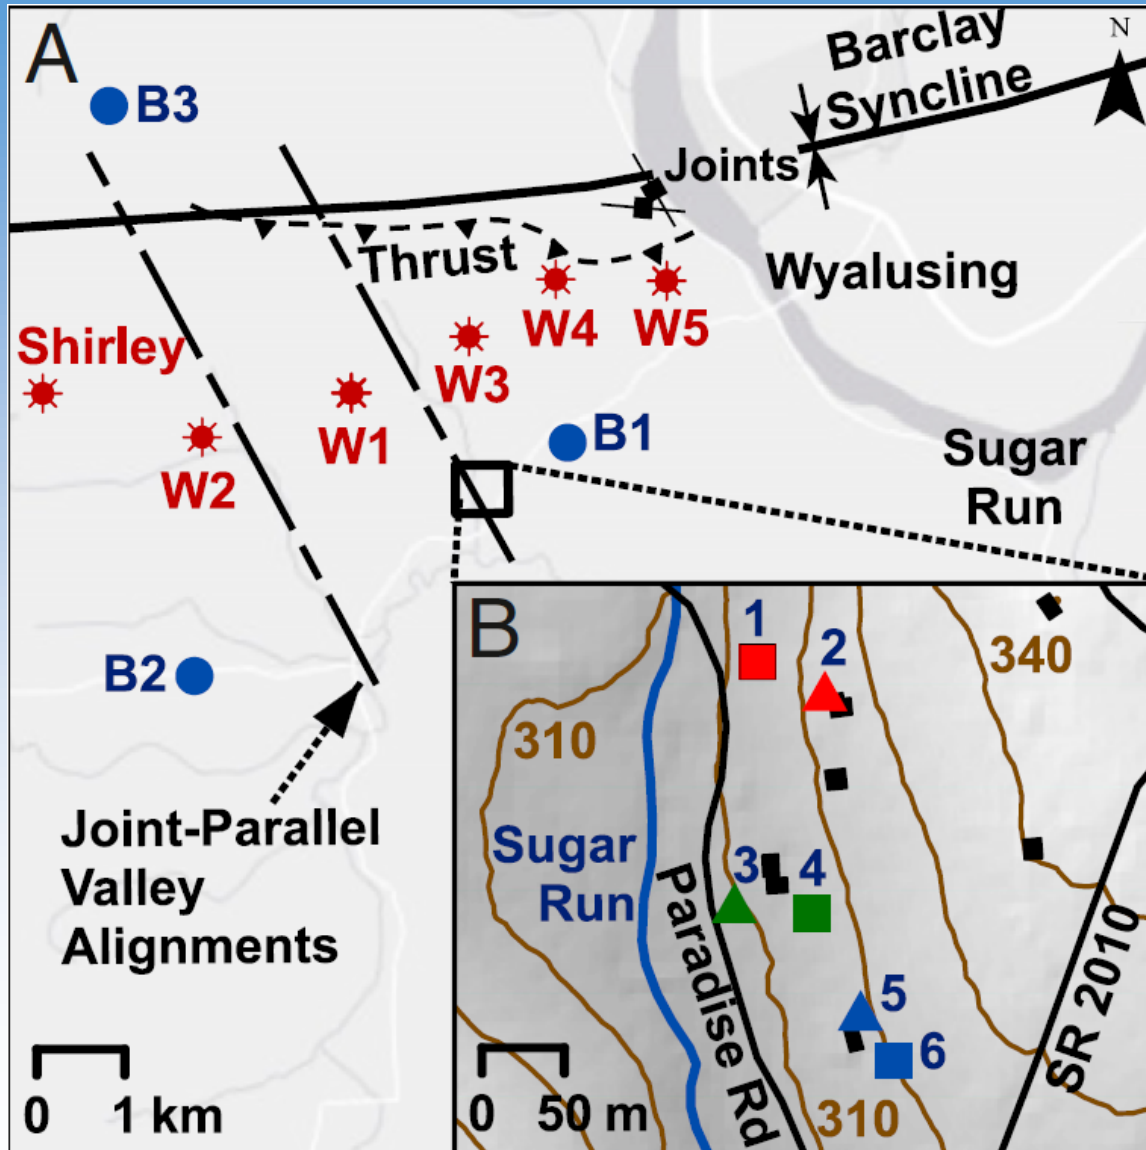 A
N
Barclay
Syncline
B3
Joints
Thrust
Wyalusing
Shirley
W4
W5
W3
W1
B1
W2
Sugar
Run
B2
Joint-Parallel
Valley
Alignments
0 1 km
B
1
2
340
310
Sugar
Run
3
4
Paradise Rd
5
6
SR 2010
310
0 50 m